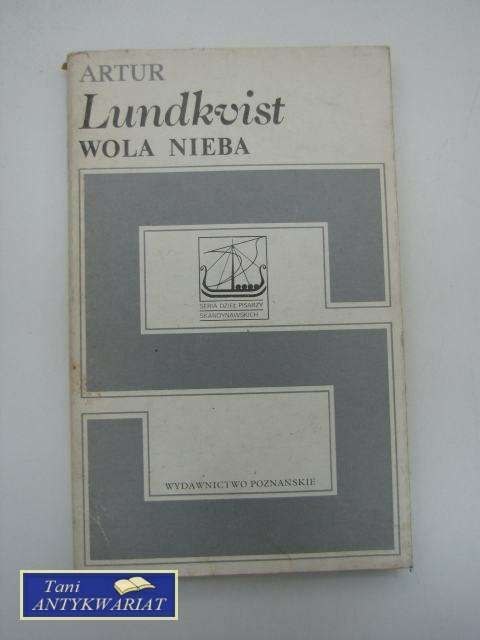 ARTUR
Lundkvist
WOLA NIEBA
SERIA DZIEŁ PISARZY
SKANDYNAWSKICH
WYDAWNICTWO POZNAŃSKIE
Tani
ANTYKWARIAT